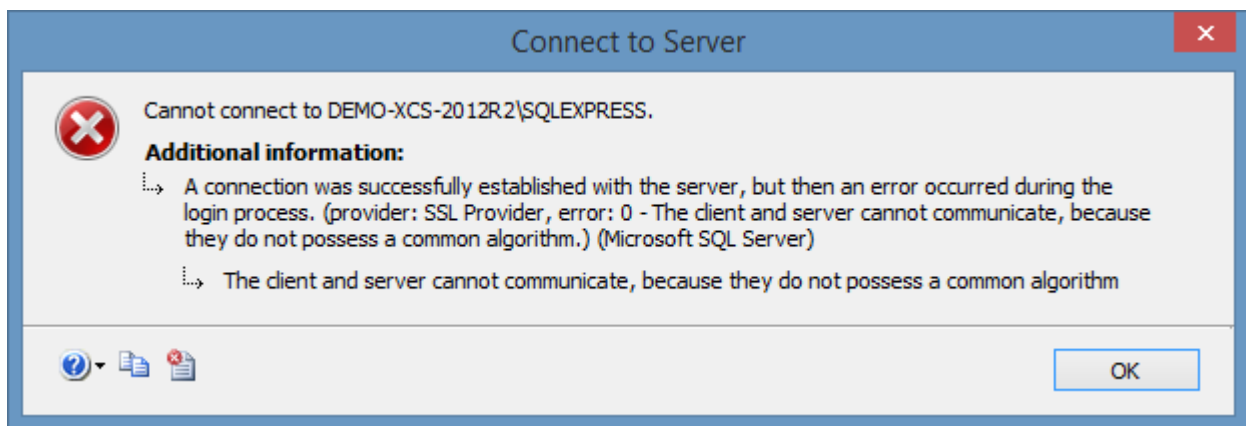 Connect to Server
Cannot connect to DEMO-XCS-2012R2\SQLEXPRESS.
Additional information:
A connection was successfully established with the server, but then an error occurred during the
login process. (provider: SSL Provider, error: 0 - The client and server cannot communicate, because
they do not possess a common algorithm.) (Microsoft SQL Server)
The client and server cannot communicate, because they do not possess a common algorithm
OK